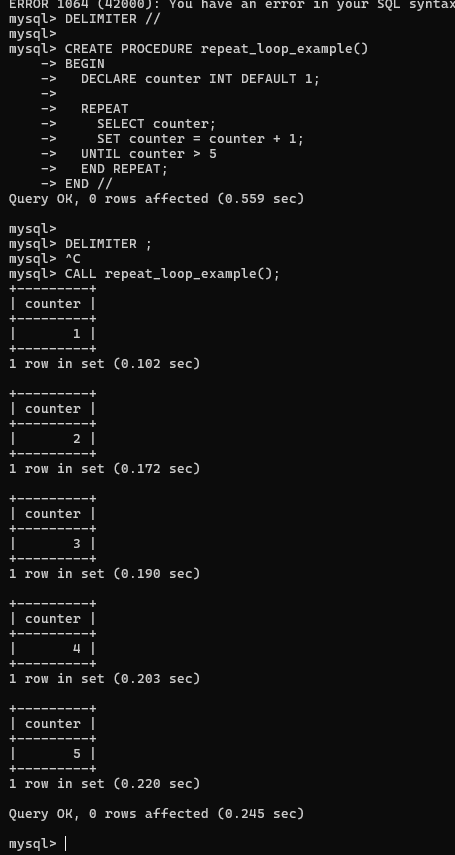 ERROR 1064 (42000): You have an error in your SQL syntax
mysql> DELIMITER //
mysql>
mysql> CREATE PROCEDURE repeat_loop_example()
    -> BEGIN
    ->   DECLARE counter INT DEFAULT 1;
    ->
    ->   REPEAT
    ->     SELECT counter;
    ->     SET counter = counter + 1;
    ->   UNTIL counter > 5
    ->   END REPEAT;
    -> END //
Query OK, 0 rows affected (0.559 sec)

mysql>
mysql> DELIMITER ;
mysql> ^C
mysql> CALL repeat_loop_example();
+---------+
| counter |
+---------+
|       1 |
+---------+
1 row in set (0.102 sec)

+---------+
| counter |
+---------+
|       2 |
+---------+
1 row in set (0.172 sec)

+---------+
| counter |
+---------+
|       3 |
+---------+
1 row in set (0.190 sec)

+---------+
| counter |
+---------+
|       4 |
+---------+
1 row in set (0.203 sec)

+---------+
| counter |
+---------+
|       5 |
+---------+
1 row in set (0.220 sec)

Query OK, 0 rows affected (0.245 sec)

mysql>